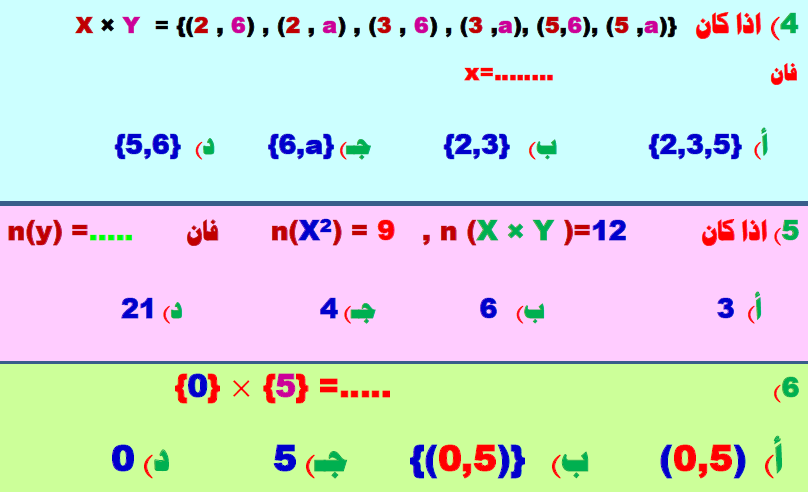 4) اذا كان X × Y = {(2 , 6) , (2 , a) , (3 , 6) , (3 ,a), (5,6), (5 ,a)}
فان x=........
أ) {2,3,5} ب) {2,3} جـ) {6,a} د) {5,6}
5) اذا كان n(X²) = 9 , n (X × Y )=12 فان n(y) =.....
أ) 3 ب) 6 جـ) 4 د) 21
6) {0} × {5} =.....
أ) (0,5) ب) {(0,5)} جـ) 5 د) 0